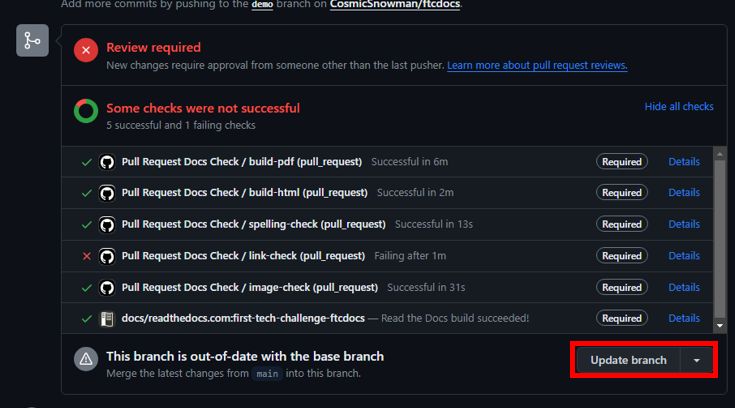 Add more commits by pushing to the demo branch on CosmicSnowman/ftcdocs.
Review required
New changes require approval from someone other than the last pusher. Learn more about pull request reviews.
Some checks were not successful
Hide all checks
5 successful and 1 failing checks
Pull Request Docs Check / build-pdf (pull_request) Successful in 6m Required Details
Pull Request Docs Check / build-html (pull_request) Successful in 2m Required Details
Pull Request Docs Check / spelling-check (pull_request) Successful in 13s Required Details
Pull Request Docs Check / link-check (pull_request) Failing after 1m Required Details
Pull Request Docs Check / image-check (pull_request) Successful in 31s Required Details
docs/readthedocs.com:first-tech-challenge-ftcdocs — Read the Docs build succeeded! Required Details
This branch is out-of-date with the base branch
Merge the latest changes from main into this branch.
Update branch